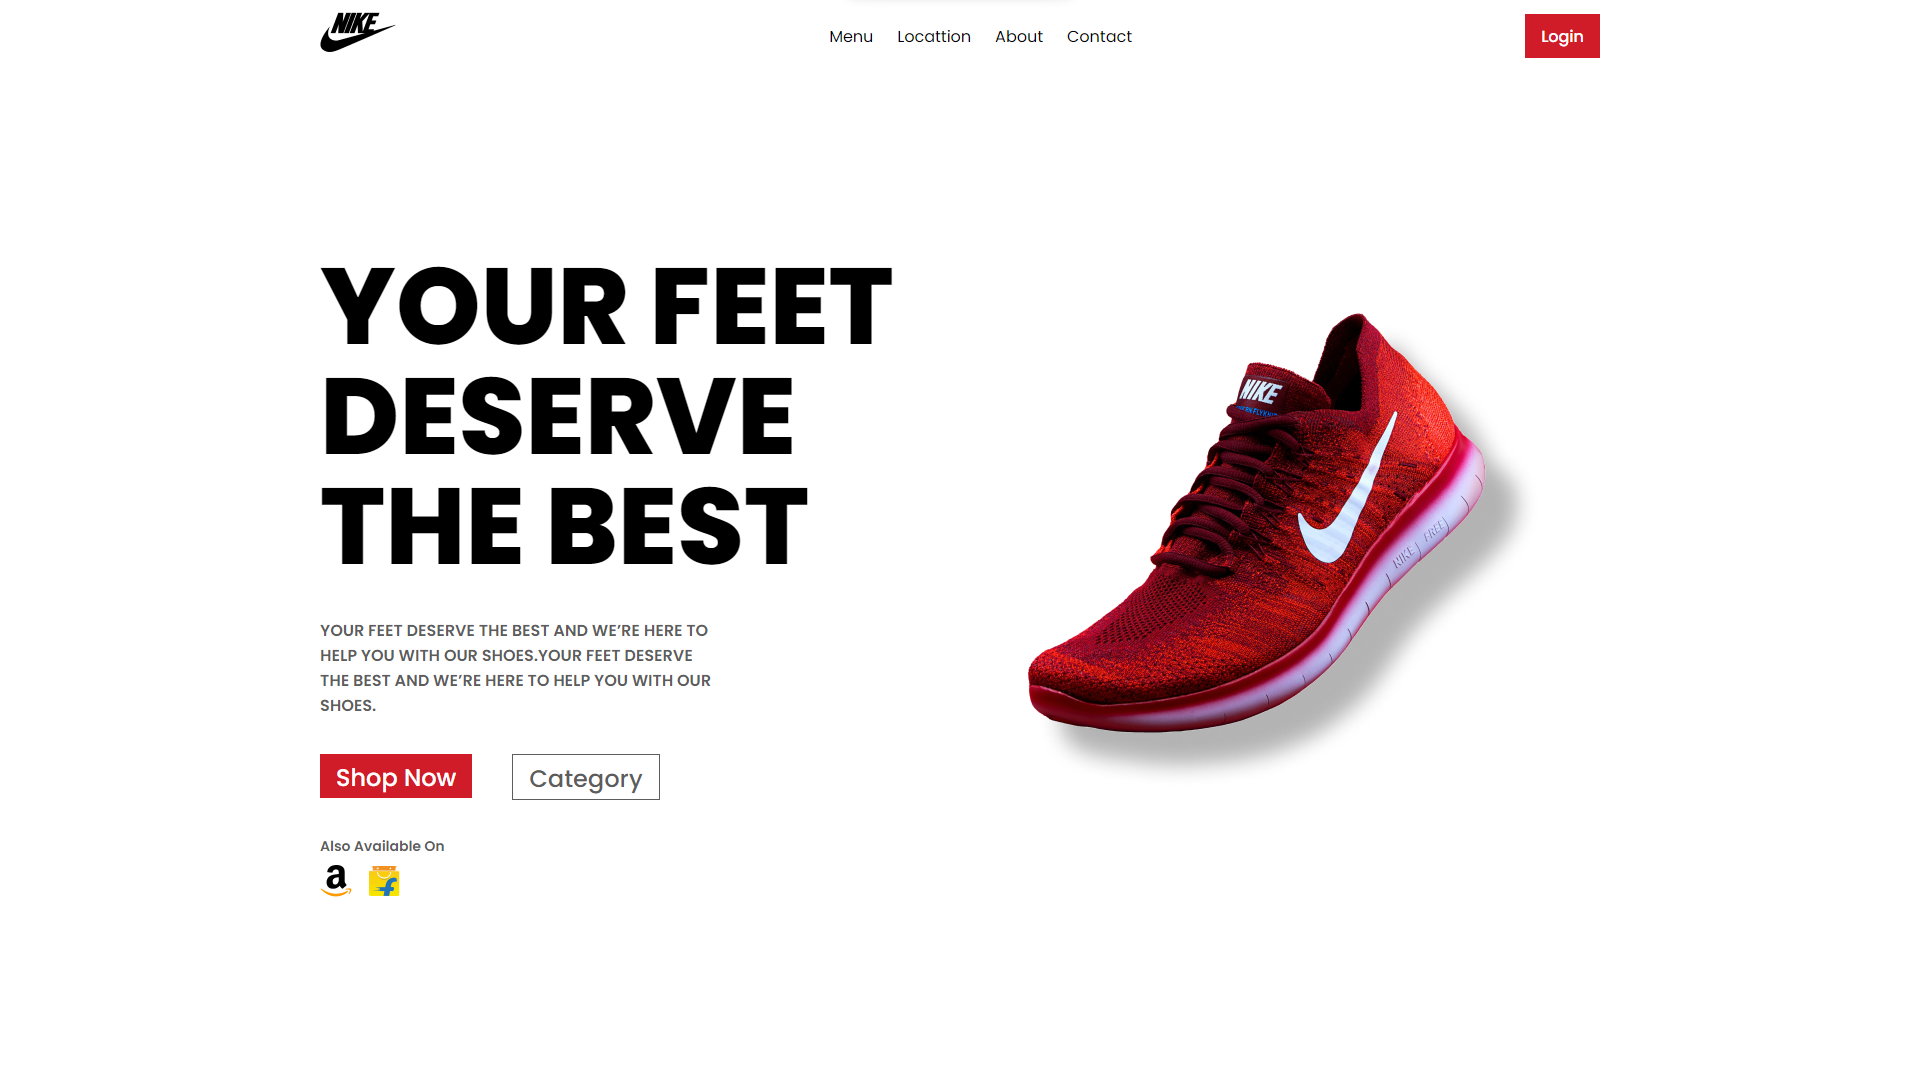 NIKE
Menu Locattion About Contact
Login
YOUR FEET
DESERVE
THE BEST
NIKE
NIKE FREE
YOUR FEET DESERVE THE BEST AND WE’RE HERE TO
HELP YOU WITH OUR SHOES.YOUR FEET DESERVE
THE BEST AND WE’RE HERE TO HELP YOU WITH OUR
SHOES.
Shop Now
Category
Also Available On
a
f